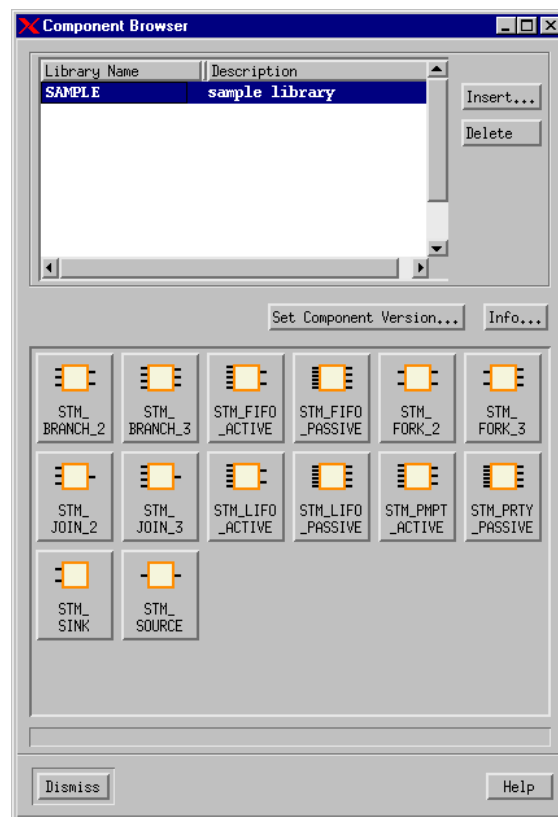 Component Browser
Library Name Description
SAMPLE sample library
Insert...
Delete
Set Component Version... Info...
STM_ STM_ STM_FIFO STM_FIFO STM_ STM_
BRANCH_2 BRANCH_3 _ACTIVE _PASSIVE FORK_2 FORK_3
STM_ STM_ STM_LIFO STM_LIFO STM_PMPT STM_PRTY
JOIN_2 JOIN_3 _ACTIVE _PASSIVE _ACTIVE _PASSIVE
STM_ STM_
SINK SOURCE
Dismiss Help